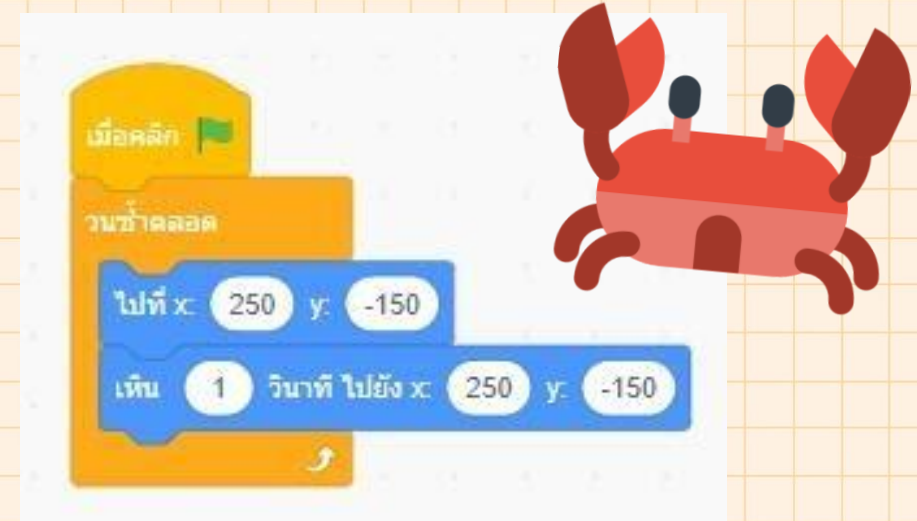 เมื่อคลิก
วนซ้ำตลอด
ไปที่ x: 250 y: -150
เหิน 1 วินาที ไปยัง x: 250 y: -150